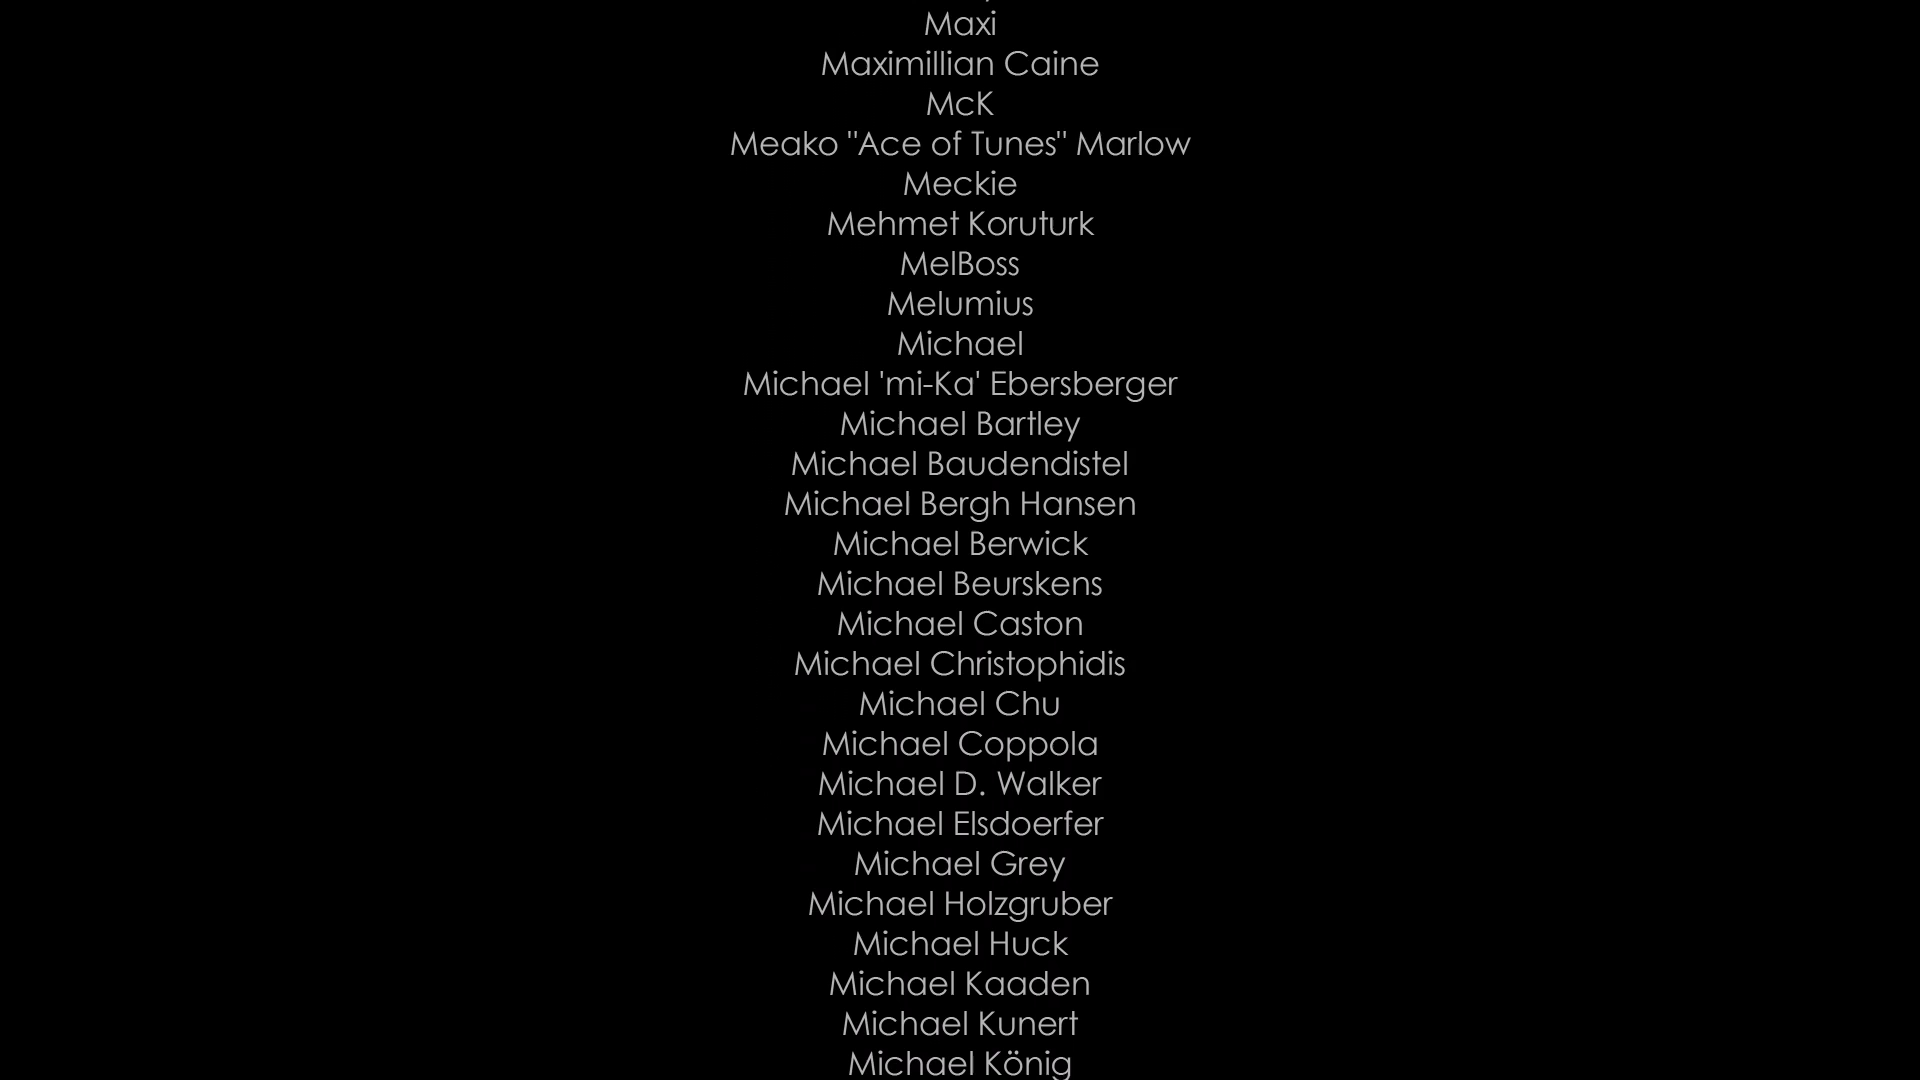 Maxi
Maximillian Caine
McK
Meako "Ace of Tunes" Marlow
Meckie
Mehmet Koruturk
MelBoss
Melumius
Michael
Michael 'mi-Ka' Ebersberger
Michael Bartley
Michael Baudendistel
Michael Bergh Hansen
Michael Berwick
Michael Beurskens
Michael Caston
Michael Christophidis
Michael Chu
Michael Coppola
Michael D. Walker
Michael Elsdoerfer
Michael Grey
Michael Holzgruber
Michael Huck
Michael Kaaden
Michael Kunert
Michael König